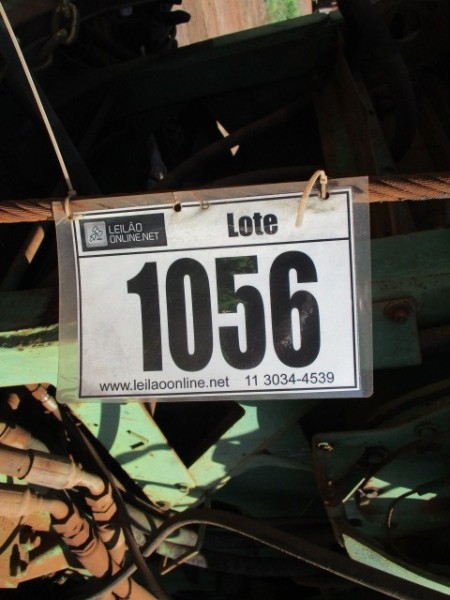 LEILÃO
ONLINE.NET
Lote
1056
www.leilaoonline.net 11 3034-4539